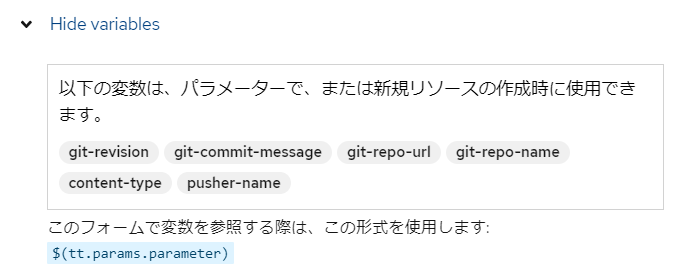 Hide variables
以下の変数は、パラメーターで、または新規リソースの作成時に使用でき
ます。
git-revision git-commit-message git-repo-url git-repo-name
content-type pusher-name
このフォームで変数を参照する際は、この形式を使用します:
$(tt.params.parameter)